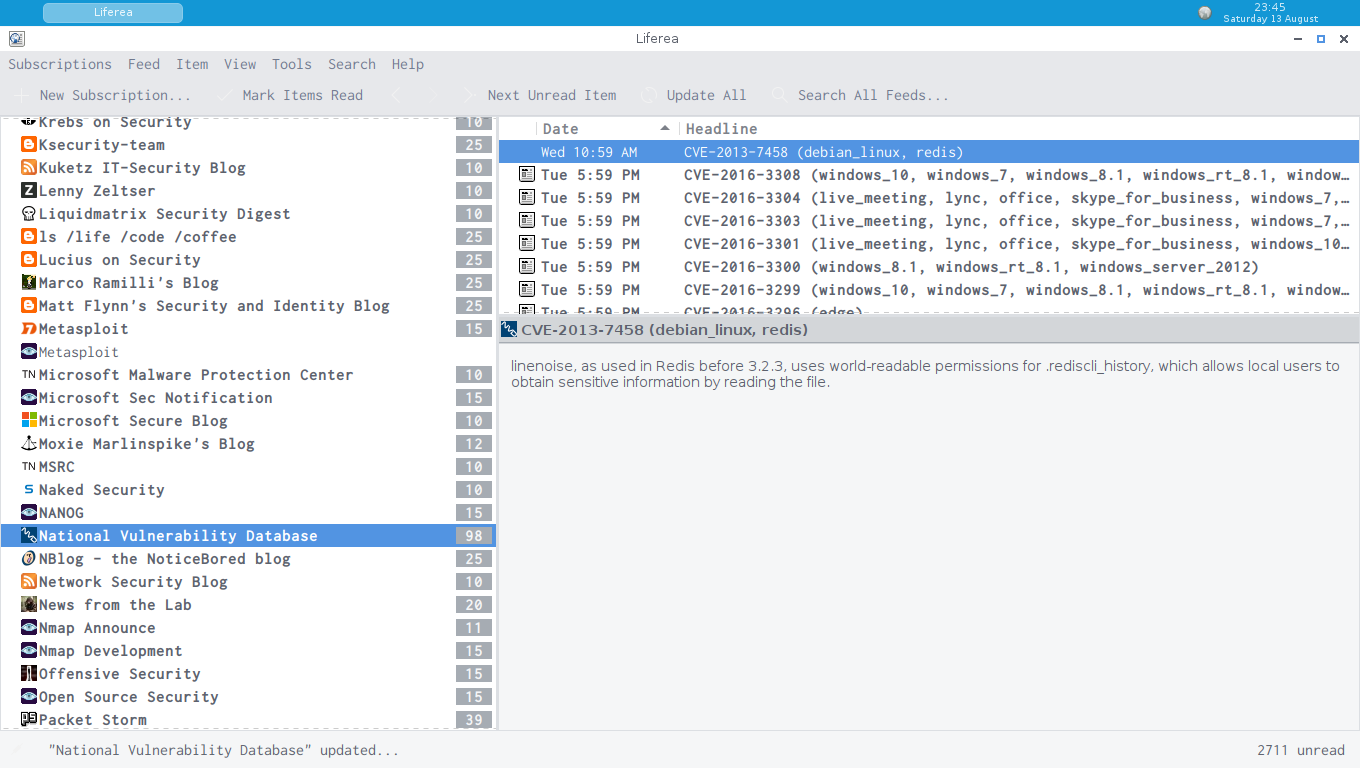 Liferea
23:45
Saturday 13 August
Liferea
Subscriptions Feed Item View Tools Search Help
New Subscription... Mark Items Read Next Unread Item Update All Search All Feeds...
Krebs on Security 10
Ksecurity-team 25
Kuketz IT-Security Blog 10
Lenny Zeltser 10
Liquidmatrix Security Digest 10
ls /life /code /coffee 25
Lucius on Security 25
Marco Ramilli's Blog 25
Matt Flynn's Security and Identity Blog 25
Metasploit 15
Metasploit
TN Microsoft Malware Protection Center 10
Microsoft Sec Notification 15
Microsoft Secure Blog 10
Moxie Marlinspike's Blog 12
TN MSRC 10
Naked Security 10
NANOG 15
National Vulnerability Database 98
NBlog - the NoticeBored blog 25
Network Security Blog 10
News from the Lab 20
Nmap Announce 11
Nmap Development 15
Offensive Security 15
Open Source Security 15
Packet Storm 39
Date Headline
Wed 10:59 AM CVE-2013-7458 (debian_linux, redis)
Tue 5:59 PM CVE-2016-3308 (windows_10, windows_7, windows_8.1, windows_rt_8.1, window…
Tue 5:59 PM CVE-2016-3304 (live_meeting, lync, office, skype_for_business, windows_7,…
Tue 5:59 PM CVE-2016-3303 (live_meeting, lync, office, skype_for_business, windows_7,…
Tue 5:59 PM CVE-2016-3301 (live_meeting, lync, office, skype_for_business, windows_10…
Tue 5:59 PM CVE-2016-3300 (windows_8.1, windows_rt_8.1, windows_server_2012)
Tue 5:59 PM CVE-2016-3299 (windows_10, windows_7, windows_8.1, windows_rt_8.1, window…
Tue 5:59 PM CVE-2016-3296 (edge)
CVE-2013-7458 (debian_linux, redis)
linenoise, as used in Redis before 3.2.3, uses world-readable permissions for .rediscli_history, which allows local users to
obtain sensitive information by reading the file.
"National Vulnerability Database" updated...
2711 unread